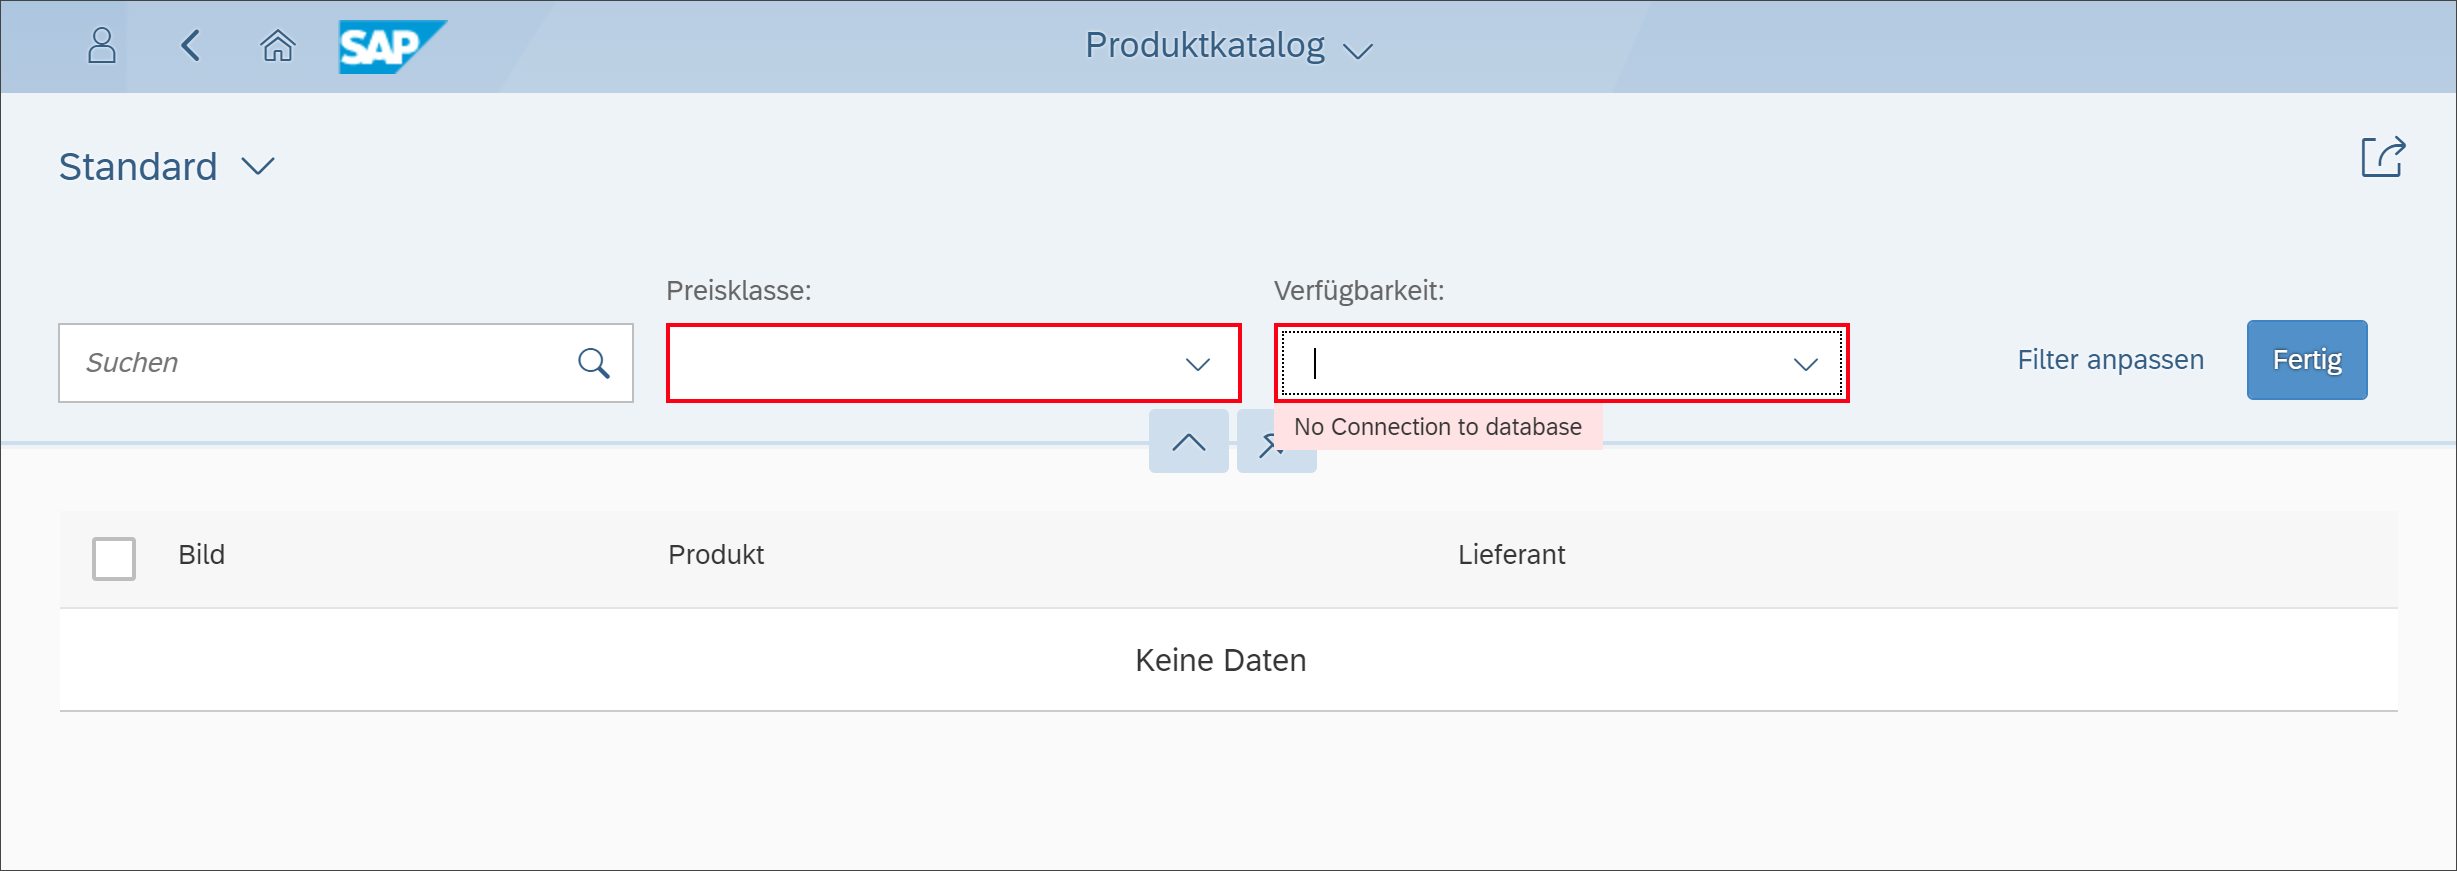 SAP
Produktkatalog
Standard
Preisklasse:
Verfügbarkeit:
Suchen
Filter anpassen
Fertig
No Connection to database
Bild
Produkt
Lieferant
Keine Daten